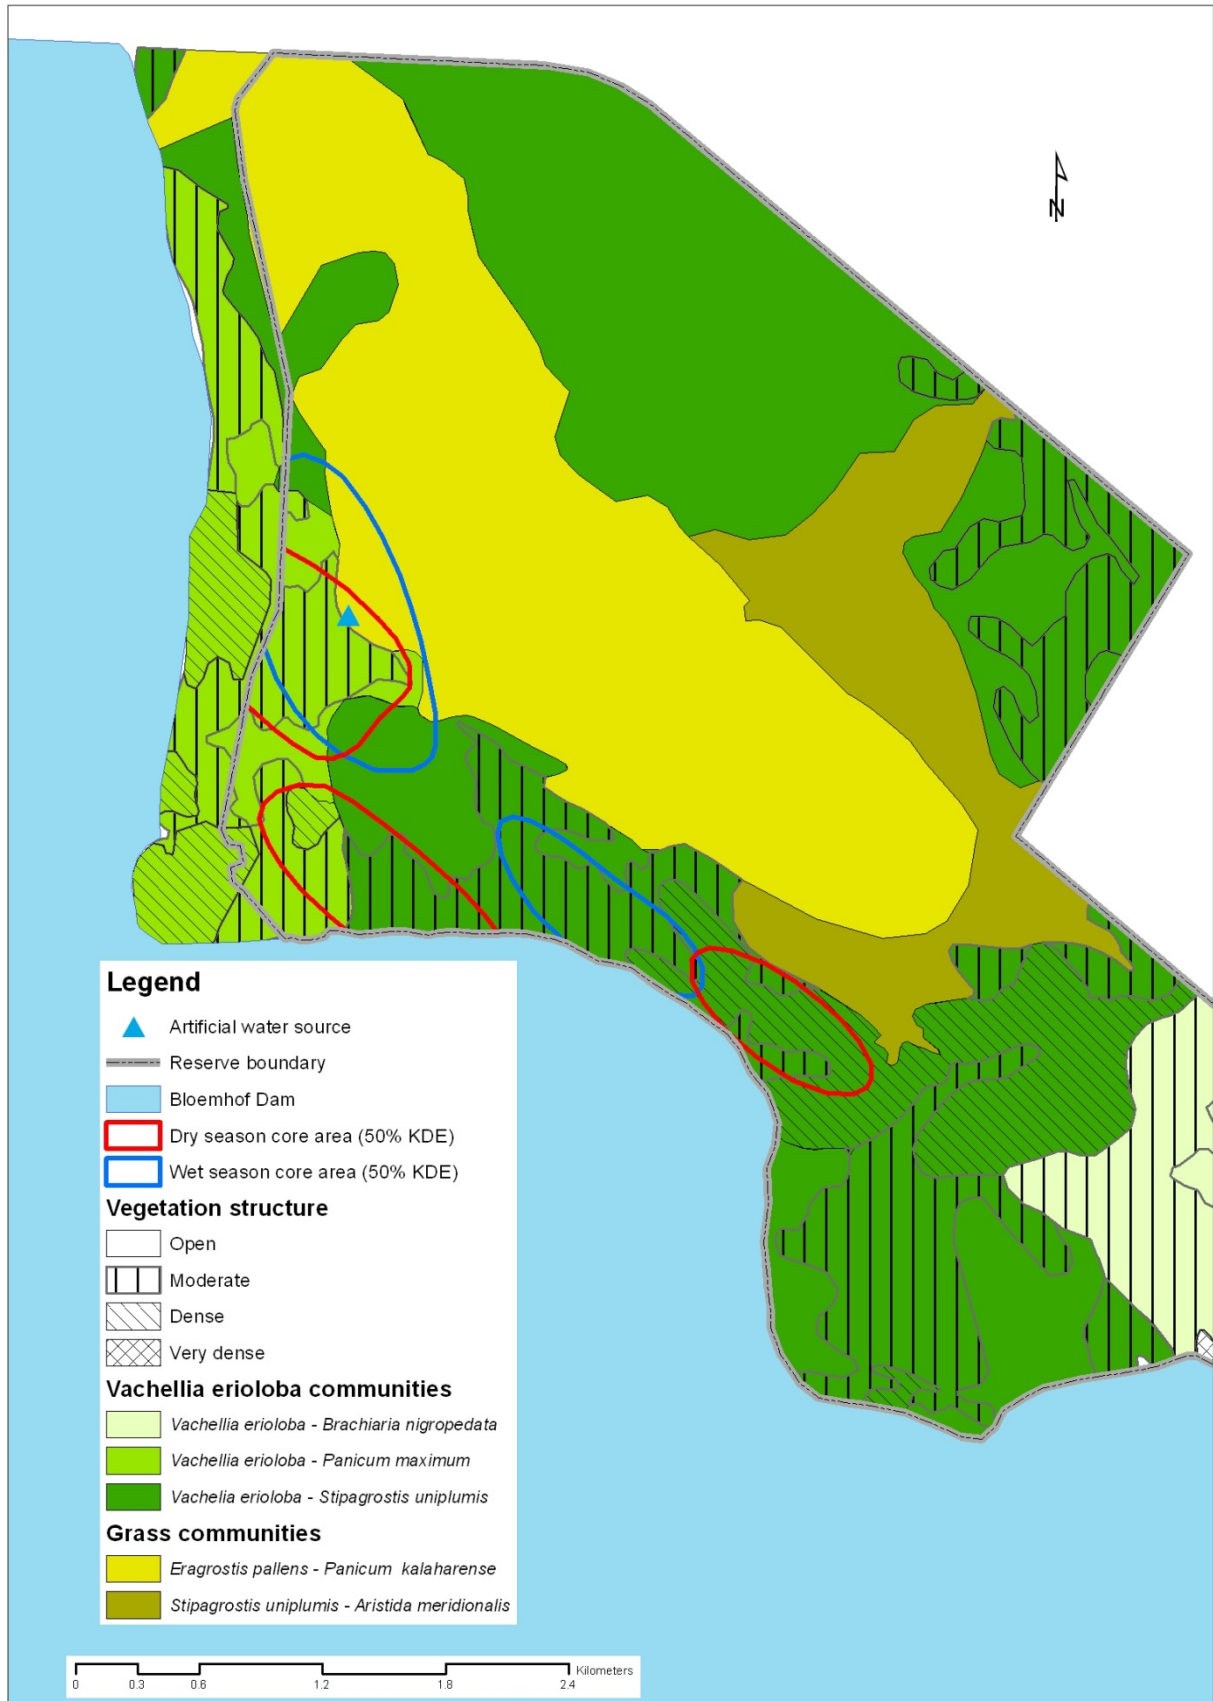 N
Legend
Artificial water source
Reserve boundary
Bloemhof Dam
Dry season core area (50% KDE)
Wet season core area (50% KDE)
Vegetation structure
Open
Moderate
Dense
Very dense
Vachellia erioloba communities
Vachellia erioloba - Brachiaria nigropedata
Vachellia erioloba - Panicum maximum
Vachelia erioloba - Stipagrostis uniplumis
Grass communities
Eragrostis pallens - Panicum kalaharense
Stipagrostis uniplumis - Aristida meridionalis
Kilometers
0 0.3 0.6 1.2 1.8 2.4